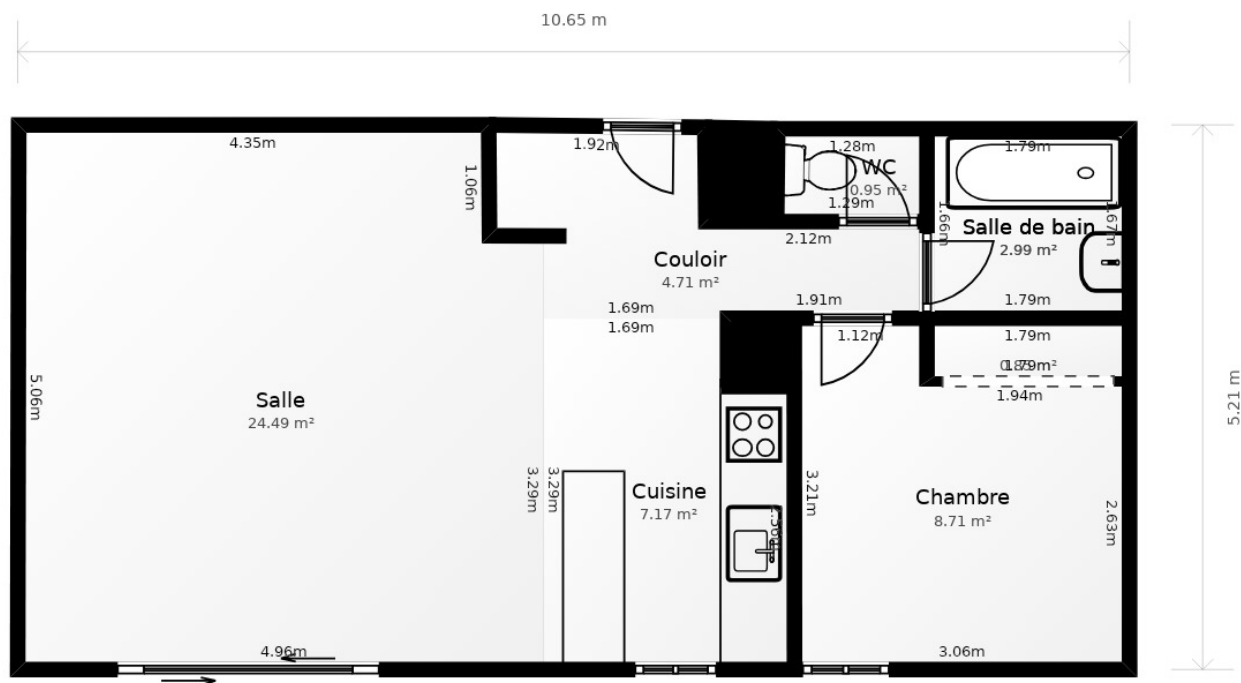 10.65 m
4.35m
1.92m
1.28m
1.79m
WC
0.95 m²
1.29m
1.06m
1.66m
1.67m
2.12m
Salle de bain
2.99 m²
Couloir
4.71 m²
1.69m
1.69m
1.91m
1.79m
1.12m
1.79m
1.79m
1.94m
5.06m
5.21 m
Salle
24.49 m²
3.29m
3.29m
Cuisine
7.17 m²
3.21m
Chambre
8.71 m²
2.63m
4.96m
3.06m